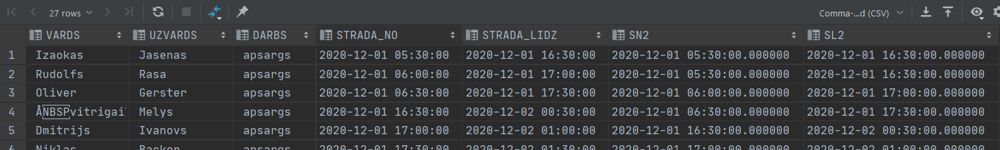 27 rows Comma-...d (CSV)
VARDS UZVARDS DARBS STRADA_NO STRADA_LIDZ SN2 SL2
1 Izaokas Jasenas apsargs 2020-12-01 05:30:00 2020-12-01 16:30:00 2020-12-01 05:30:00.000000 2020-12-01 16:30:00.000000
2 Rudolfs Rasa apsargs 2020-12-01 06:00:00 2020-12-01 17:00:00 2020-12-01 05:30:00.000000 2020-12-01 16:30:00.000000
3 Oliver Gerster apsargs 2020-12-01 06:30:00 2020-12-01 17:30:00 2020-12-01 06:00:00.000000 2020-12-01 17:00:00.000000
4 ÅNBSPvitrigail Melys apsargs 2020-12-01 16:30:00 2020-12-02 00:30:00 2020-12-01 06:30:00.000000 2020-12-01 17:30:00.000000
5 Dmitrijs Ivanovs apsargs 2020-12-01 17:00:00 2020-12-02 01:00:00 2020-12-01 16:30:00.000000 2020-12-02 00:30:00.000000
6 Niklas Backer apsargs 2020-12-01 17:30:00 2020-12-02 01:30:00 2020-12-01 17:00:00.000000 2020-12-02 01:00:00.000000